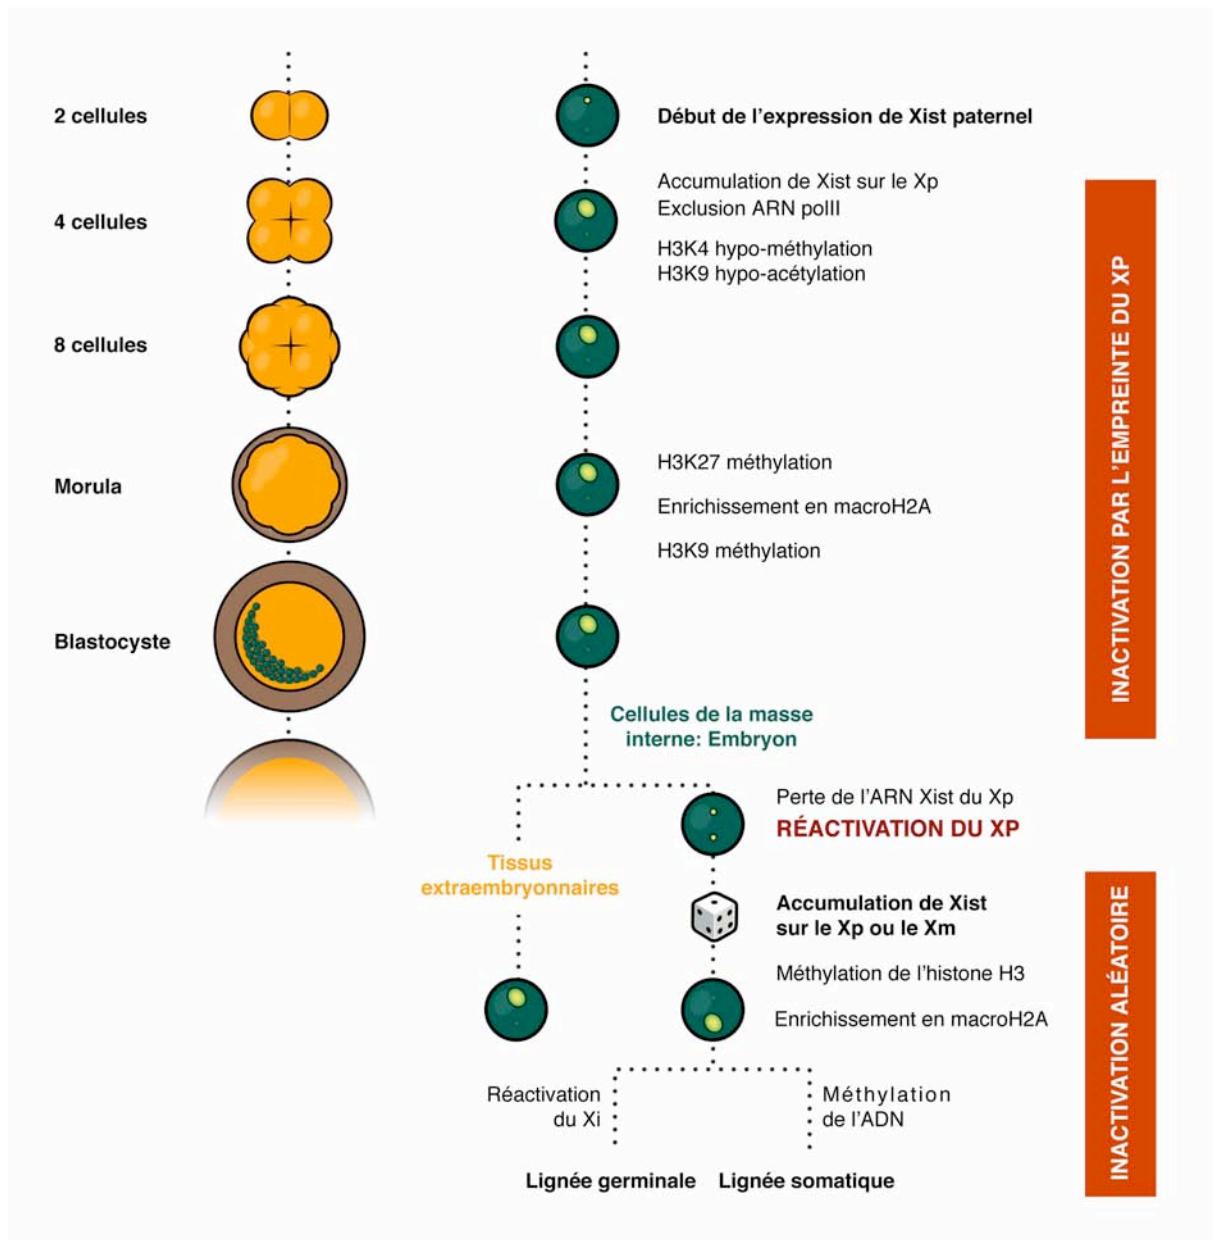 2 cellules
Début de l'expression de Xist paternel
4 cellules
Accumulation de Xist sur le Xp
Exclusion ARN polII
H3K4 hypo-méthylation
H3K9 hypo-acétylation
8 cellules
Morula
H3K27 méthylation
Enrichissement en macroH2A
H3K9 méthylation
Blastocyste
INACTIVATION PAR L'EMPREINTE DU XP
Cellules de la masse
interne: Embryon
Perte de l'ARN Xist du Xp
RÉACTIVATION DU XP
Tissus
extraembryonnaires
Accumulation de Xist
sur le Xp ou le Xm
Méthylation de l'histone H3
Enrichissement en macroH2A
INACTIVATION ALÉATOIRE
Réactivation
du Xi
Méthylation
de l'ADN
Lignée germinale
Lignée somatique